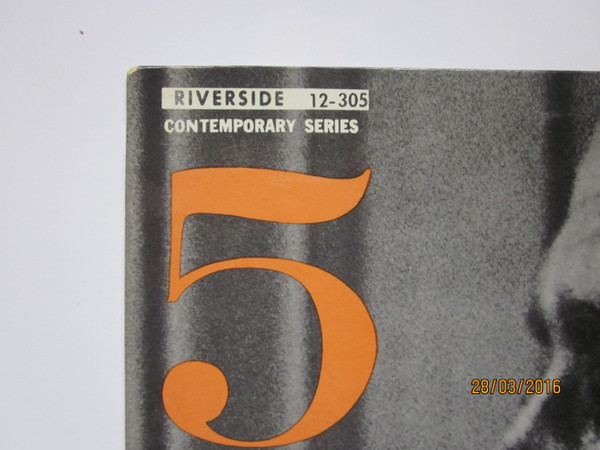 RIVERSIDE 12-305
CONTEMPORARY SERIES
5
28/03/2016